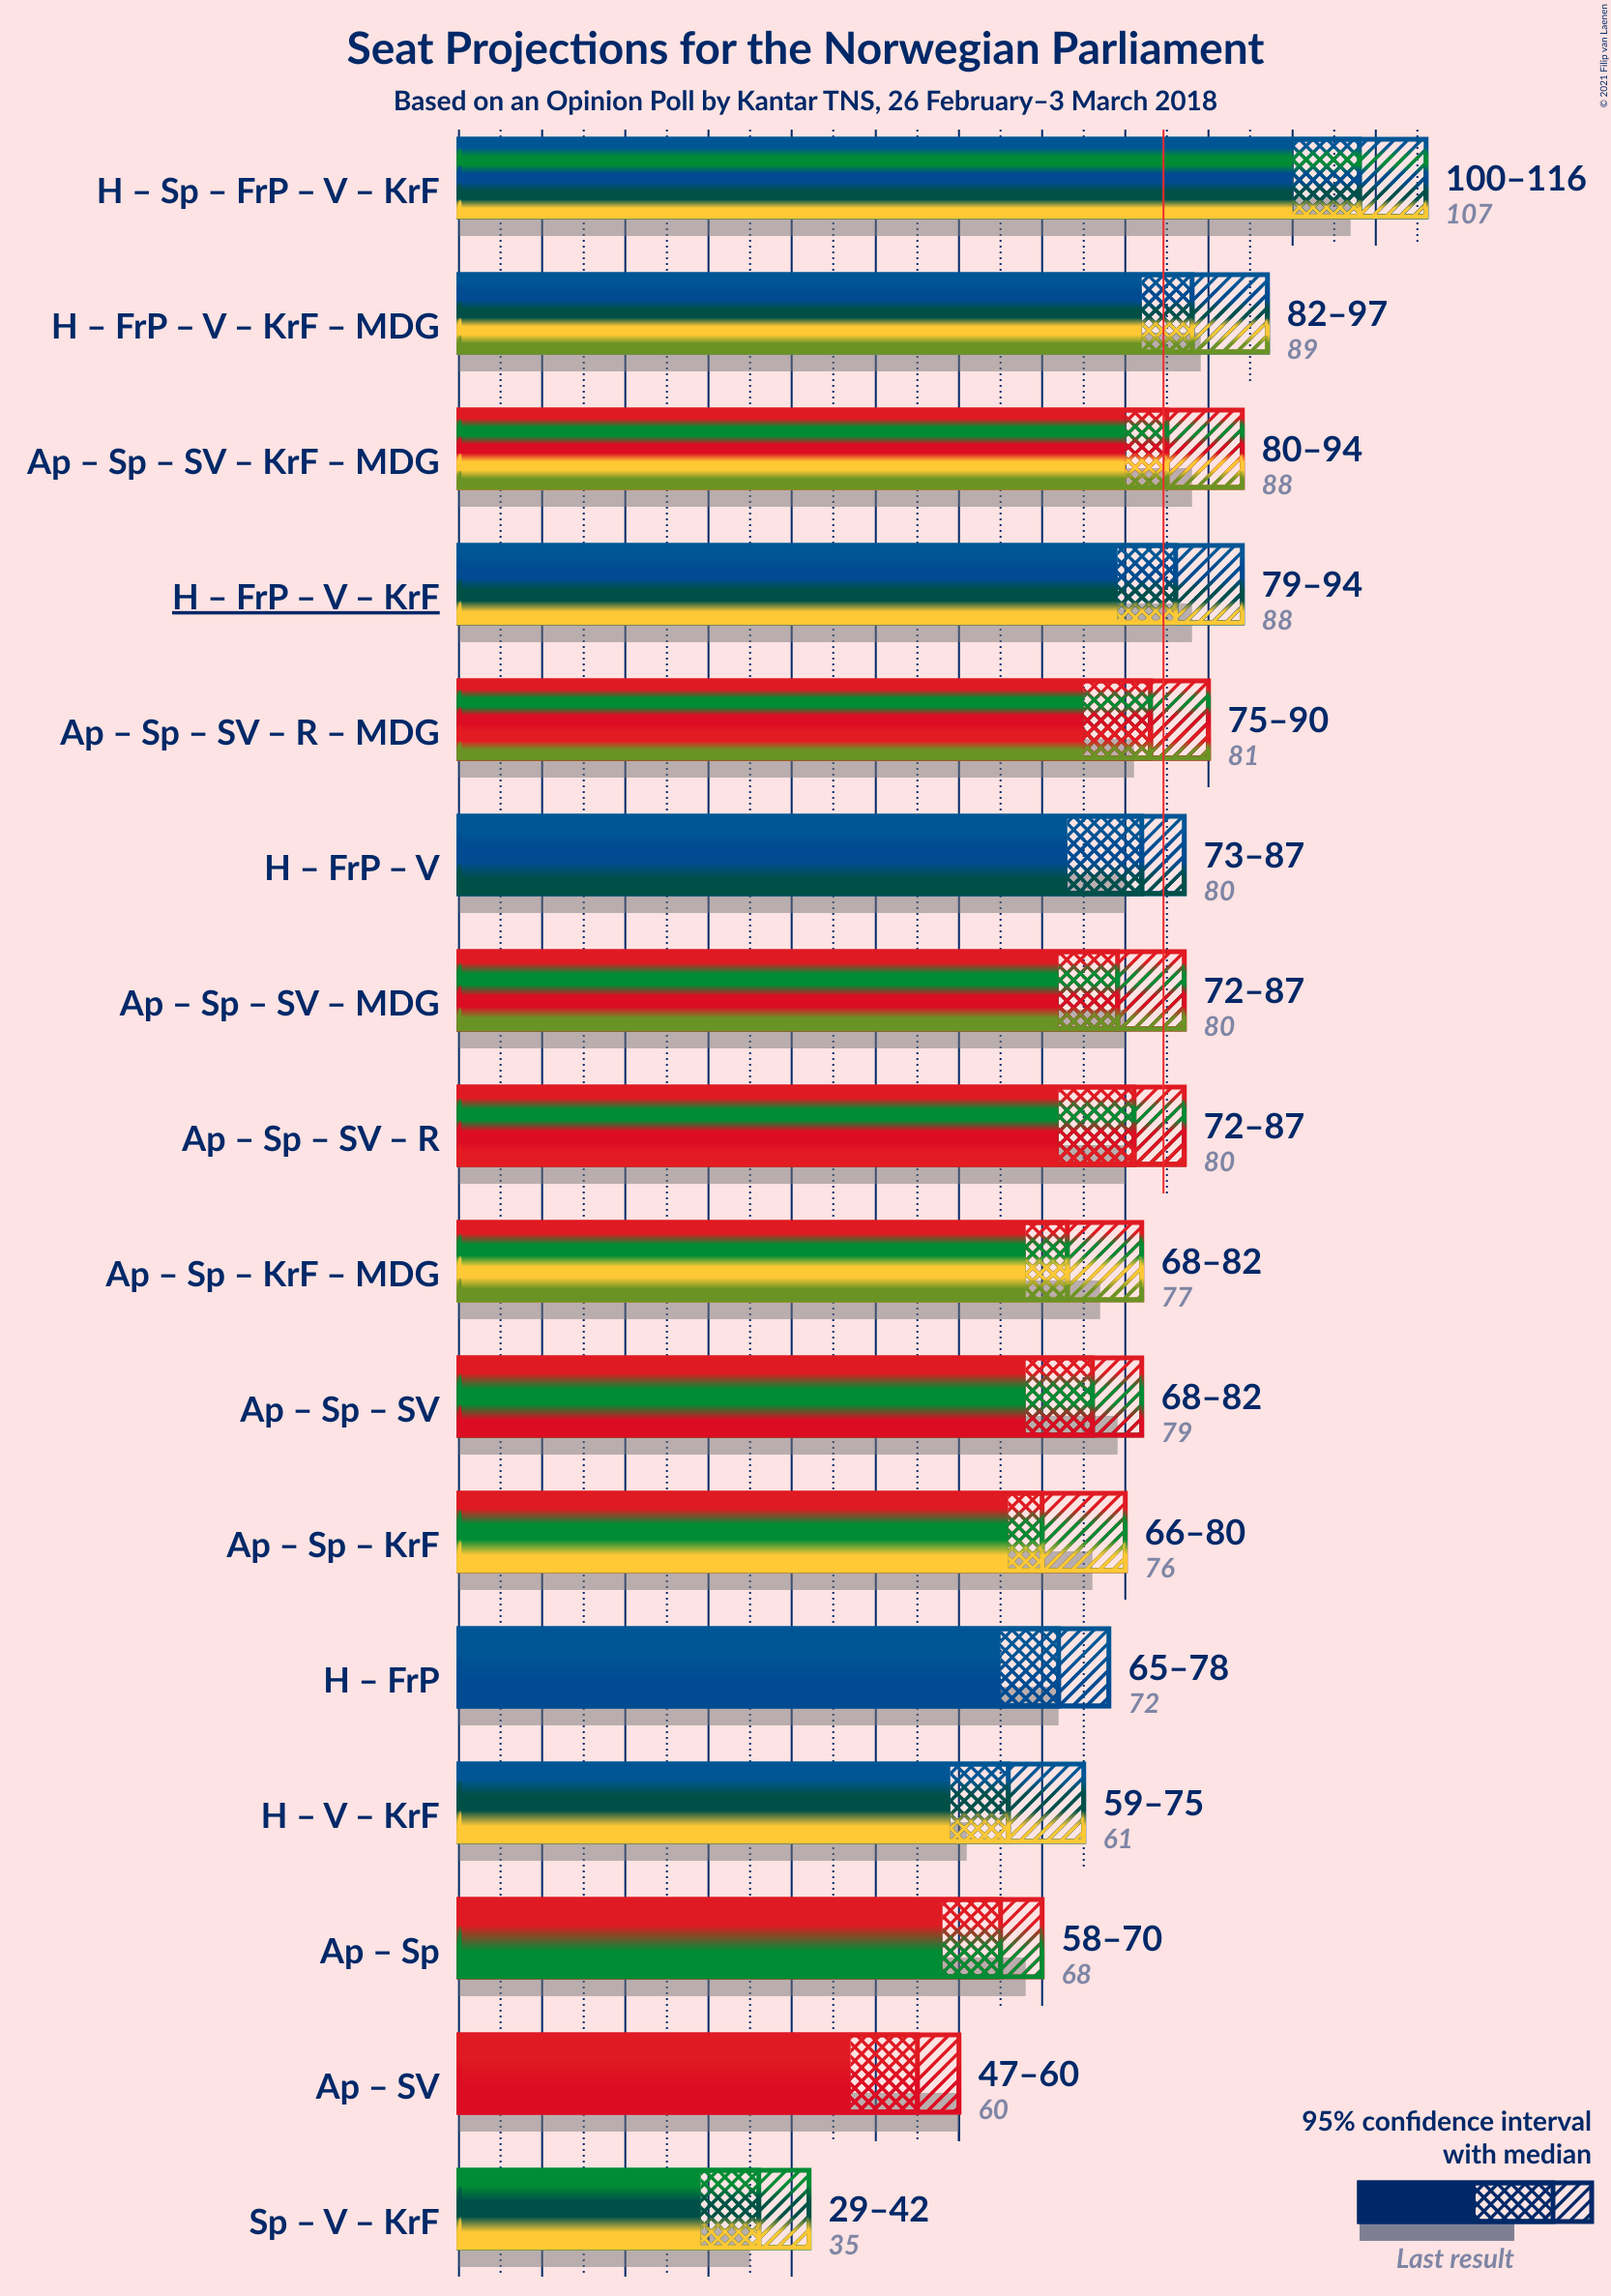 Seat Projections for the Norwegian Parliament
Based on an Opinion Poll by Kantar TNS, 26 February–3 March 2018
© 2021 Filip van Laenen
H – Sp – FrP – V – KrF
100–116
107
H – FrP – V – KrF – MDG
82–97
89
Ap – Sp – SV – KrF – MDG
80–94
88
H – FrP – V – KrF
79–94
88
Ap – Sp – SV – R – MDG
75–90
81
H – FrP – V
73–87
80
Ap – Sp – SV – MDG
72–87
80
Ap – Sp – SV – R
72–87
80
Ap – Sp – KrF – MDG
68–82
77
Ap – Sp – SV
68–82
79
Ap – Sp – KrF
66–80
76
H – FrP
65–78
72
H – V – KrF
59–75
61
Ap – Sp
58–70
68
Ap – SV
47–60
60
Sp – V – KrF
29–42
35
95% confidence interval
with median
Last result